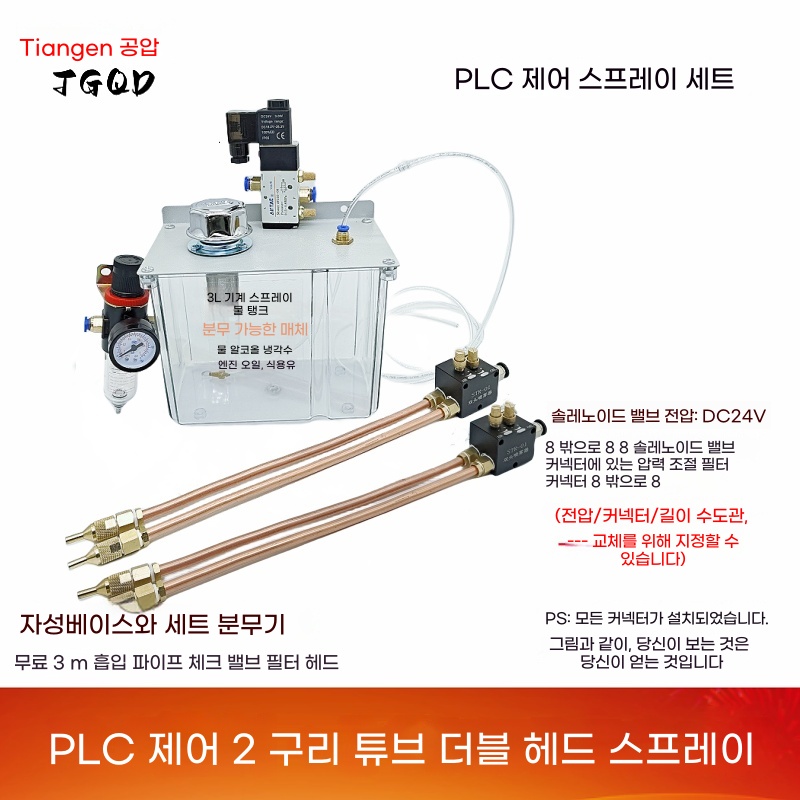 Tiangen 공압
JGQD
PLC 제어 스프레이 세트
3L 기계 스프레이
물 탱크
분무 가능한 매체
물 알코올 냉각수
엔진 오일, 식용유
솔레노이드 밸브 전압: DC24V
8 밖으로 8 8 솔레노이드 밸브
커넥터에 있는 압력 조절 필터
커넥터 8 밖으로 8
(전압/커넥터/길이 수도관,
--- 교체를 위해 지정할 수
있습니다)
자성베이스와 세트 분무기
무료 3 m 흡입 파이프 체크 밸브 필터 헤드
PS: 모든 커넥터가 설치되었습니다.
그림과 같이, 당신이 보는 것은
당신이 얻는 것입니다
PLC 제어 2 구리 튜브 더블 헤드 스프레이